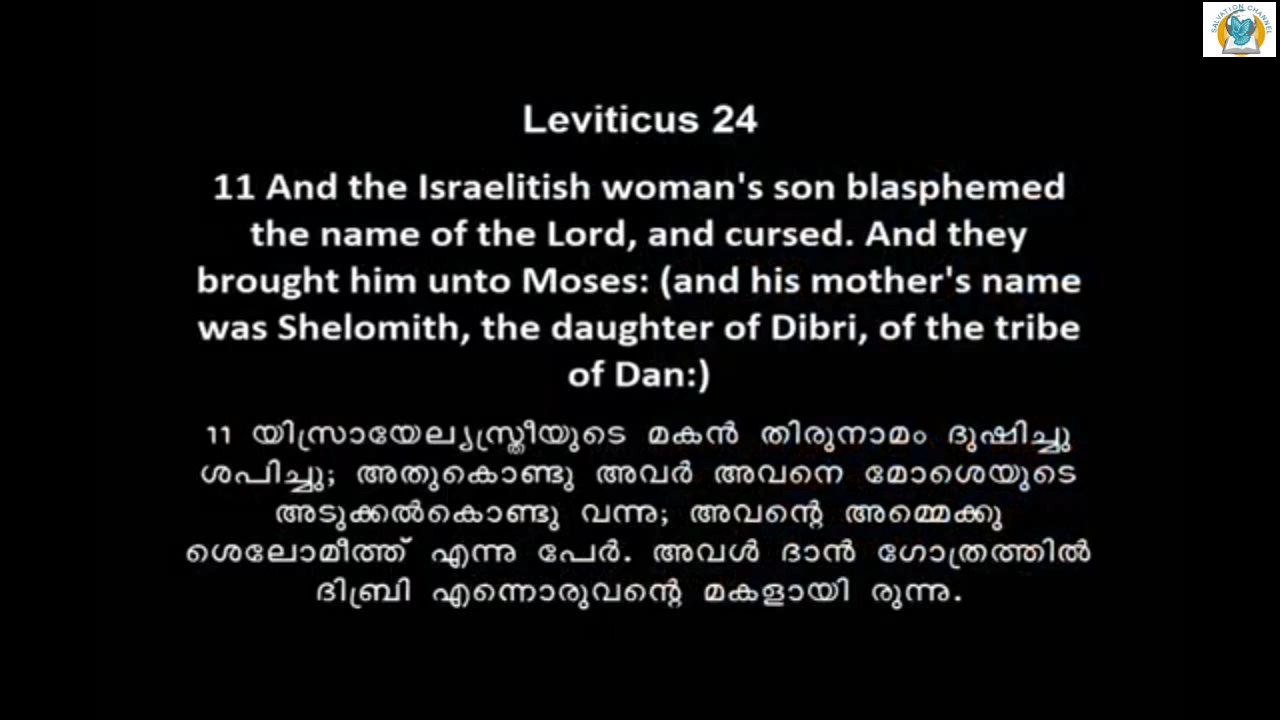 SALVATION CHANNEL
Leviticus 24
11 And the Israelitish woman's son blasphemed
the name of the Lord, and cursed. And they
brought him unto Moses: (and his mother's name
was Shelomith, the daughter of Dibri, of the tribe
of Dan:)
11 യിസ്രായേല്യസ്ത്രീയുടെ മകൻ തിരുനാമം ദുഷിച്ചു
ശപിച്ചു; അതുകൊണ്ടു അവർ അവനെ മോശെയുടെ
അടുക്കൽകൊണ്ടു വന്നു; അവന്റെ അമ്മെക്കു
ശെലോമീത്ത് എന്നു പേർ. അവൾ ദാൻ ഗോത്രത്തിൽ
ദിബ്രി എന്നൊരുവന്റെ മകളായി രുന്നു.